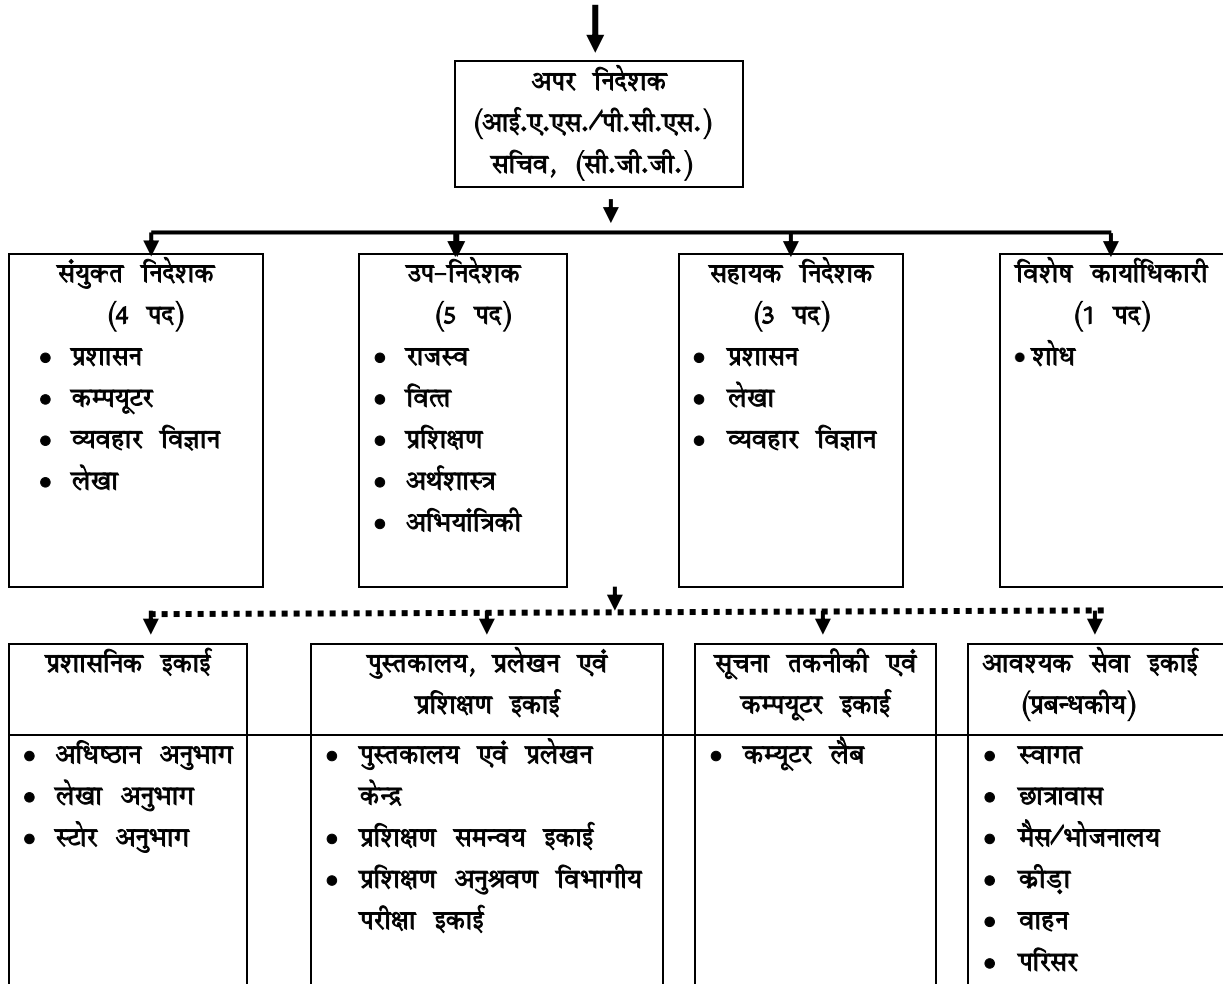 अपर निदेशक
(आई.ए.एस./पी.सी.एस.)
सचिव, (सी.जी.जी.)
संयुक्त निदेशक
(4 पद)
• प्रशासन
• कम्पयूटर
• व्यवहार विज्ञान
• लेखा
उप-निदेशक
(5 पद)
• राजस्व
• वित्त
• प्रशिक्षण
• अर्थशास्त्र
• अभियांत्रिकी
सहायक निदेशक
(3 पद)
• प्रशासन
• लेखा
• व्यवहार विज्ञान
विशेष कार्याधिकारी
(1 पद)
• शोध
प्रशासनिक इकाई
• अधिष्ठान अनुभाग
• लेखा अनुभाग
• स्टोर अनुभाग
पुस्तकालय, प्रलेखन एवं
प्रशिक्षण इकाई
• पुस्तकालय एवं प्रलेखन
केन्द्र
• प्रशिक्षण समन्वय इकाई
• प्रशिक्षण अनुश्रवण विभागीय
परीक्षा इकाई
सूचना तकनीकी एवं
कम्पयूटर इकाई
• कम्यूटर लैब
आवश्यक सेवा इकाई
(प्रबन्धकीय)
• स्वागत
• छात्रावास
• मैस/भोजनालय
• क्रीड़ा
• वाहन
• परिसर